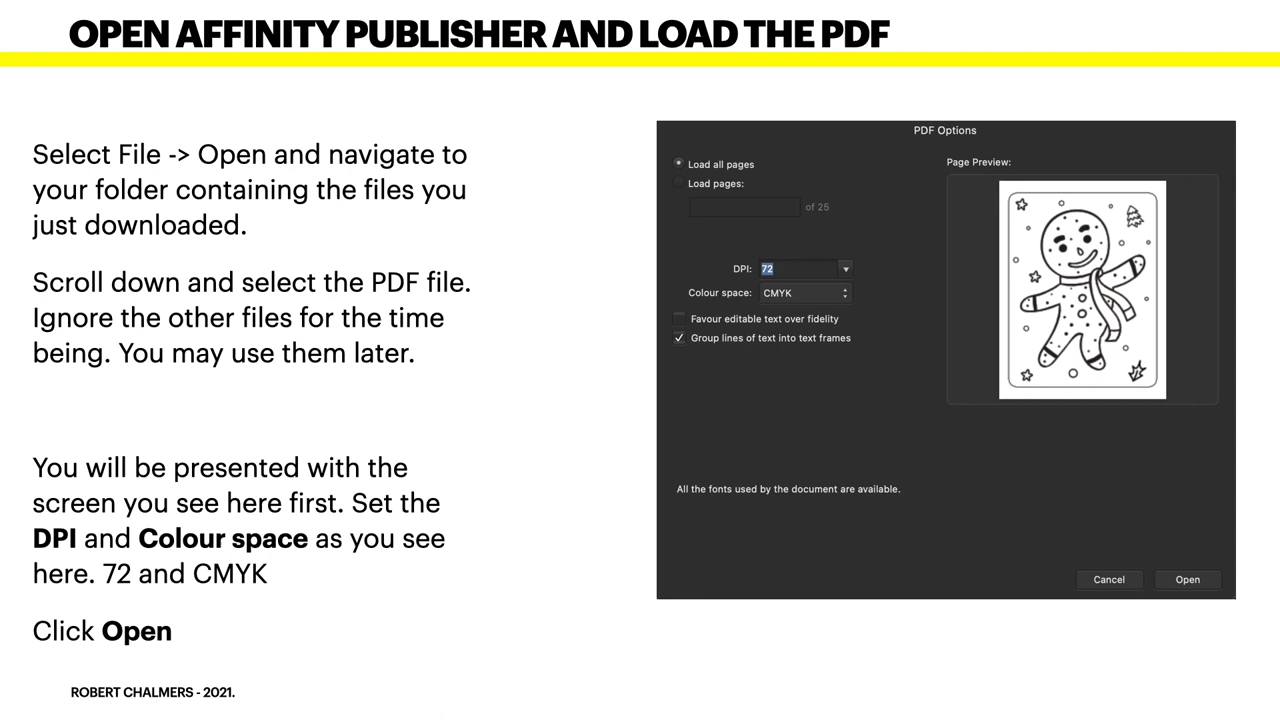 OPEN AFFINITY PUBLISHER AND LOAD THE PDF
Select File -> Open and navigate to
your folder containing the files you
just downloaded.
Scroll down and select the PDF file.
Ignore the other files for the time
being. You may use them later.
You will be presented with the
screen you see here first. Set the
DPI and Colour space as you see
here. 72 and CMYK
Click Open
PDF Options
Load all pages
Load pages:
of 25
DPI: 72
Colour space: CMYK
Favour editable text over fidelity
Group lines of text into text frames
Page Preview:
All the fonts used by the document are available.
Cancel
Open
ROBERT CHALMERS - 2021.